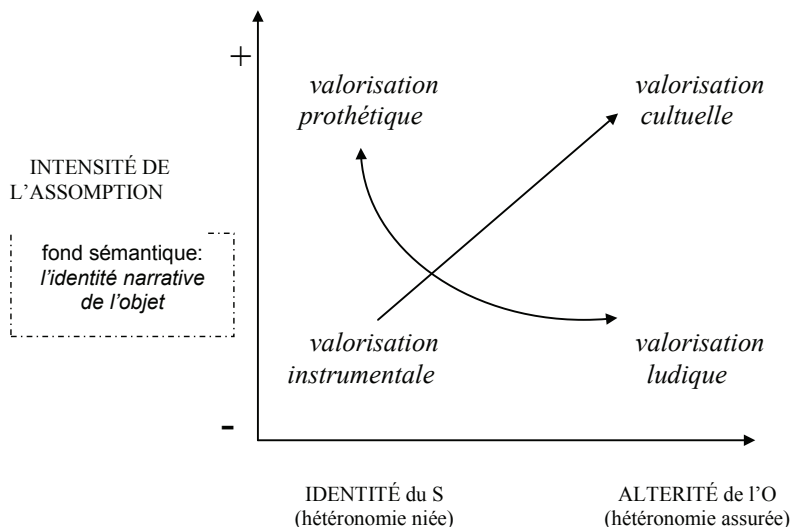 +
valorisation
prothétique
valorisation
cultuelle
INTENSITÉ DE
L’ASSOMPTION
fond sémantique:
l’identité narrative
de l’objet
valorisation
instrumentale
valorisation
ludique
-
IDENTITÉ du S
(hétéronomie niée)
ALTERITÉ de l’O
(hétéronomie assurée)